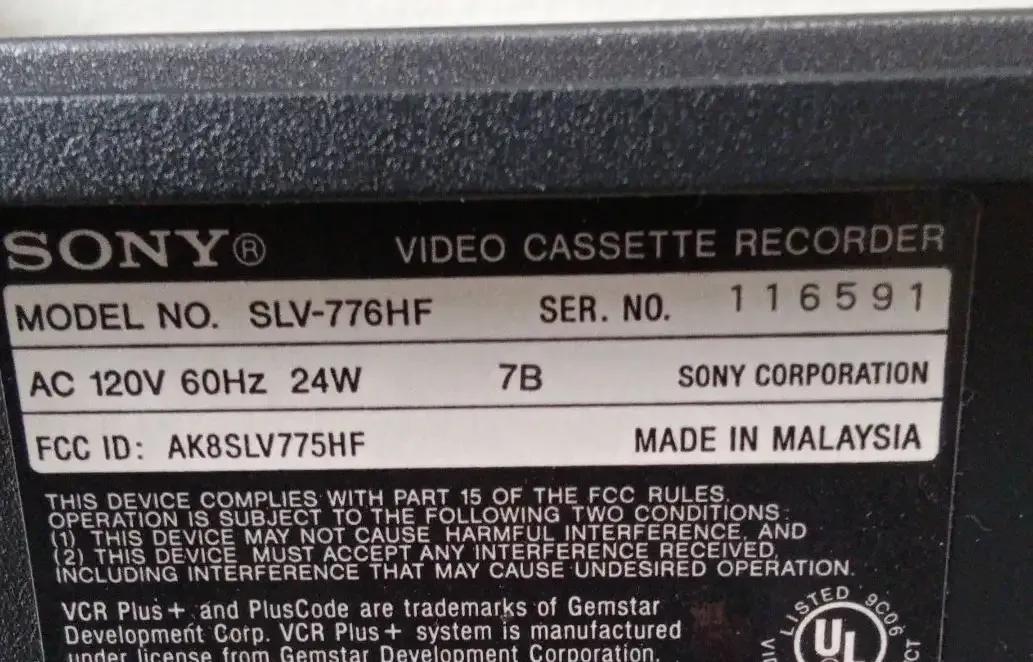 SONY® VIDEO CASSETTE RECORDER
MODEL NO. SLV-776HF SER. NO. 116591
AC 120V 60Hz 24W 7B SONY CORPORATION
FCC ID: AK8SLV775HF MADE IN MALAYSIA
THIS DEVICE COMPLIES WITH PART 15 OF THE FCC RULES.
OPERATION IS SUBJECT TO THE FOLLOWING TWO CONDITIONS:
(1) THIS DEVICE MAY NOT CAUSE HARMFUL INTERFERENCE, AND
(2) THIS DEVICE MUST ACCEPT ANY INTERFERENCE RECEIVED,
INCLUDING INTERFERENCE THAT MAY CAUSE UNDESIRED OPERATION.
VCR Plus+ and PlusCode are trademarks of Gemstar
Development Corp. VCR Plus+ system is manufactured
under license from Gemstar Development Corporation.
LISTED 9C06
UL